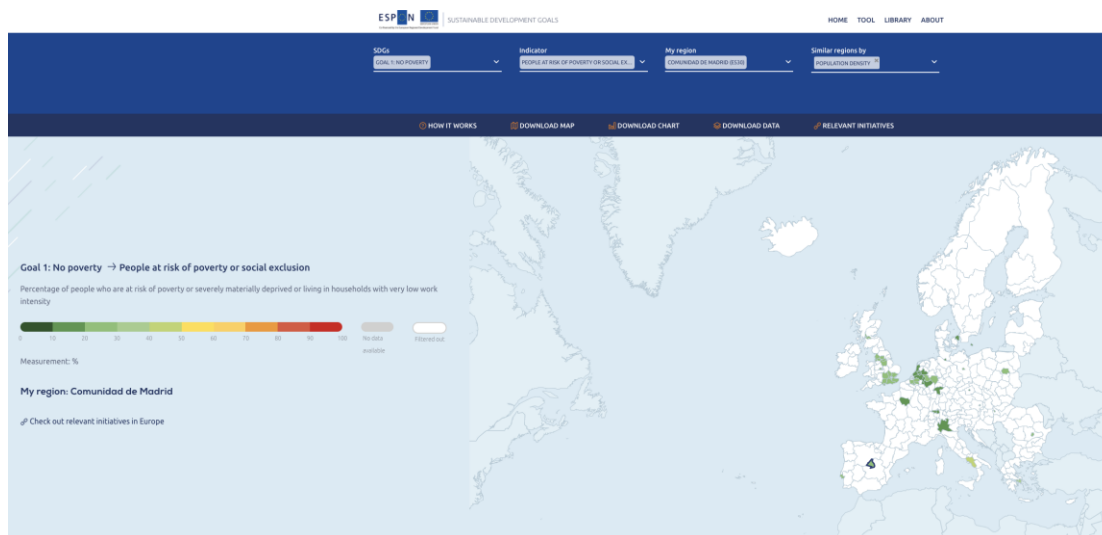 ESPON
SUSTAINABLE DEVELOPMENT GOALS
HOME TOOL LIBRARY ABOUT
SDGs
GOAL 1: NO POVERTY
Indicator
PEOPLE AT RISK OF POVERTY OR SOCIAL EX...
My region
COMUNIDAD DE MADRID (ES30)
Similar regions by
POPULATION DENSITY
HOW IT WORKS
DOWNLOAD MAP
DOWNLOAD CHART
DOWNLOAD DATA
RELEVANT INITIATIVES
Goal 1: No poverty → People at risk of poverty or social exclusion
Percentage of people who are at risk of poverty or severely materially deprived or living in households with very low work
intensity
0 10 20 30 40 50 60 70 80 90 100
No data
available
Filtered out
Measurement: %
My region: Comunidad de Madrid
Check out relevant initiatives in Europe